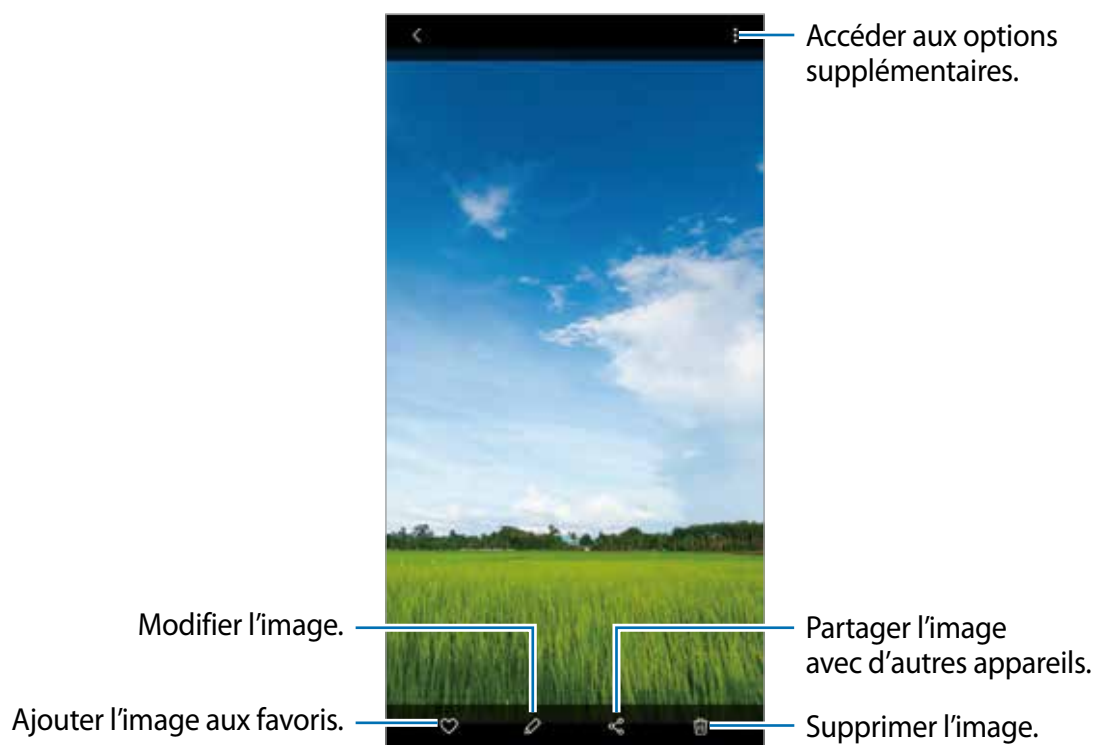 Accéder aux options
supplémentaires.
Modifier l’image.
Partager l’image
avec d’autres appareils.
Ajouter l’image aux favoris.
Supprimer l’image.